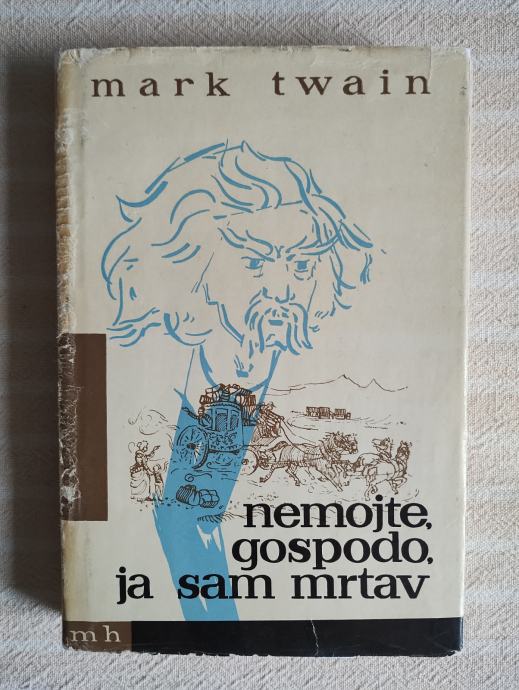 mark twain
nemojte,
gospodo,
ja sam mrtav
mh